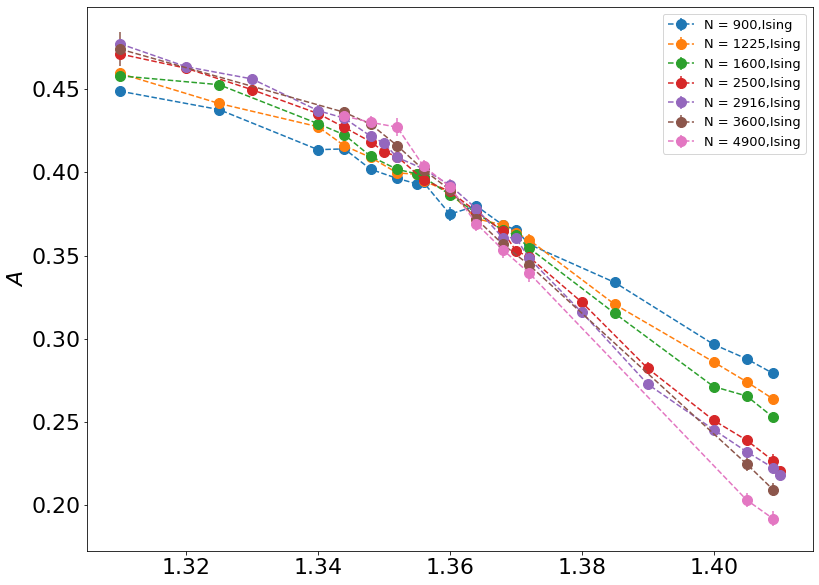 N = 900,Ising
N = 1225,Ising
N = 1600,Ising
N = 2500,Ising
N = 2916,Ising
N = 3600,Ising
N = 4900,Ising
0.45
0.40
0.35
0.30
0.25
0.20
A
1.32 1.34 1.36 1.38 1.40